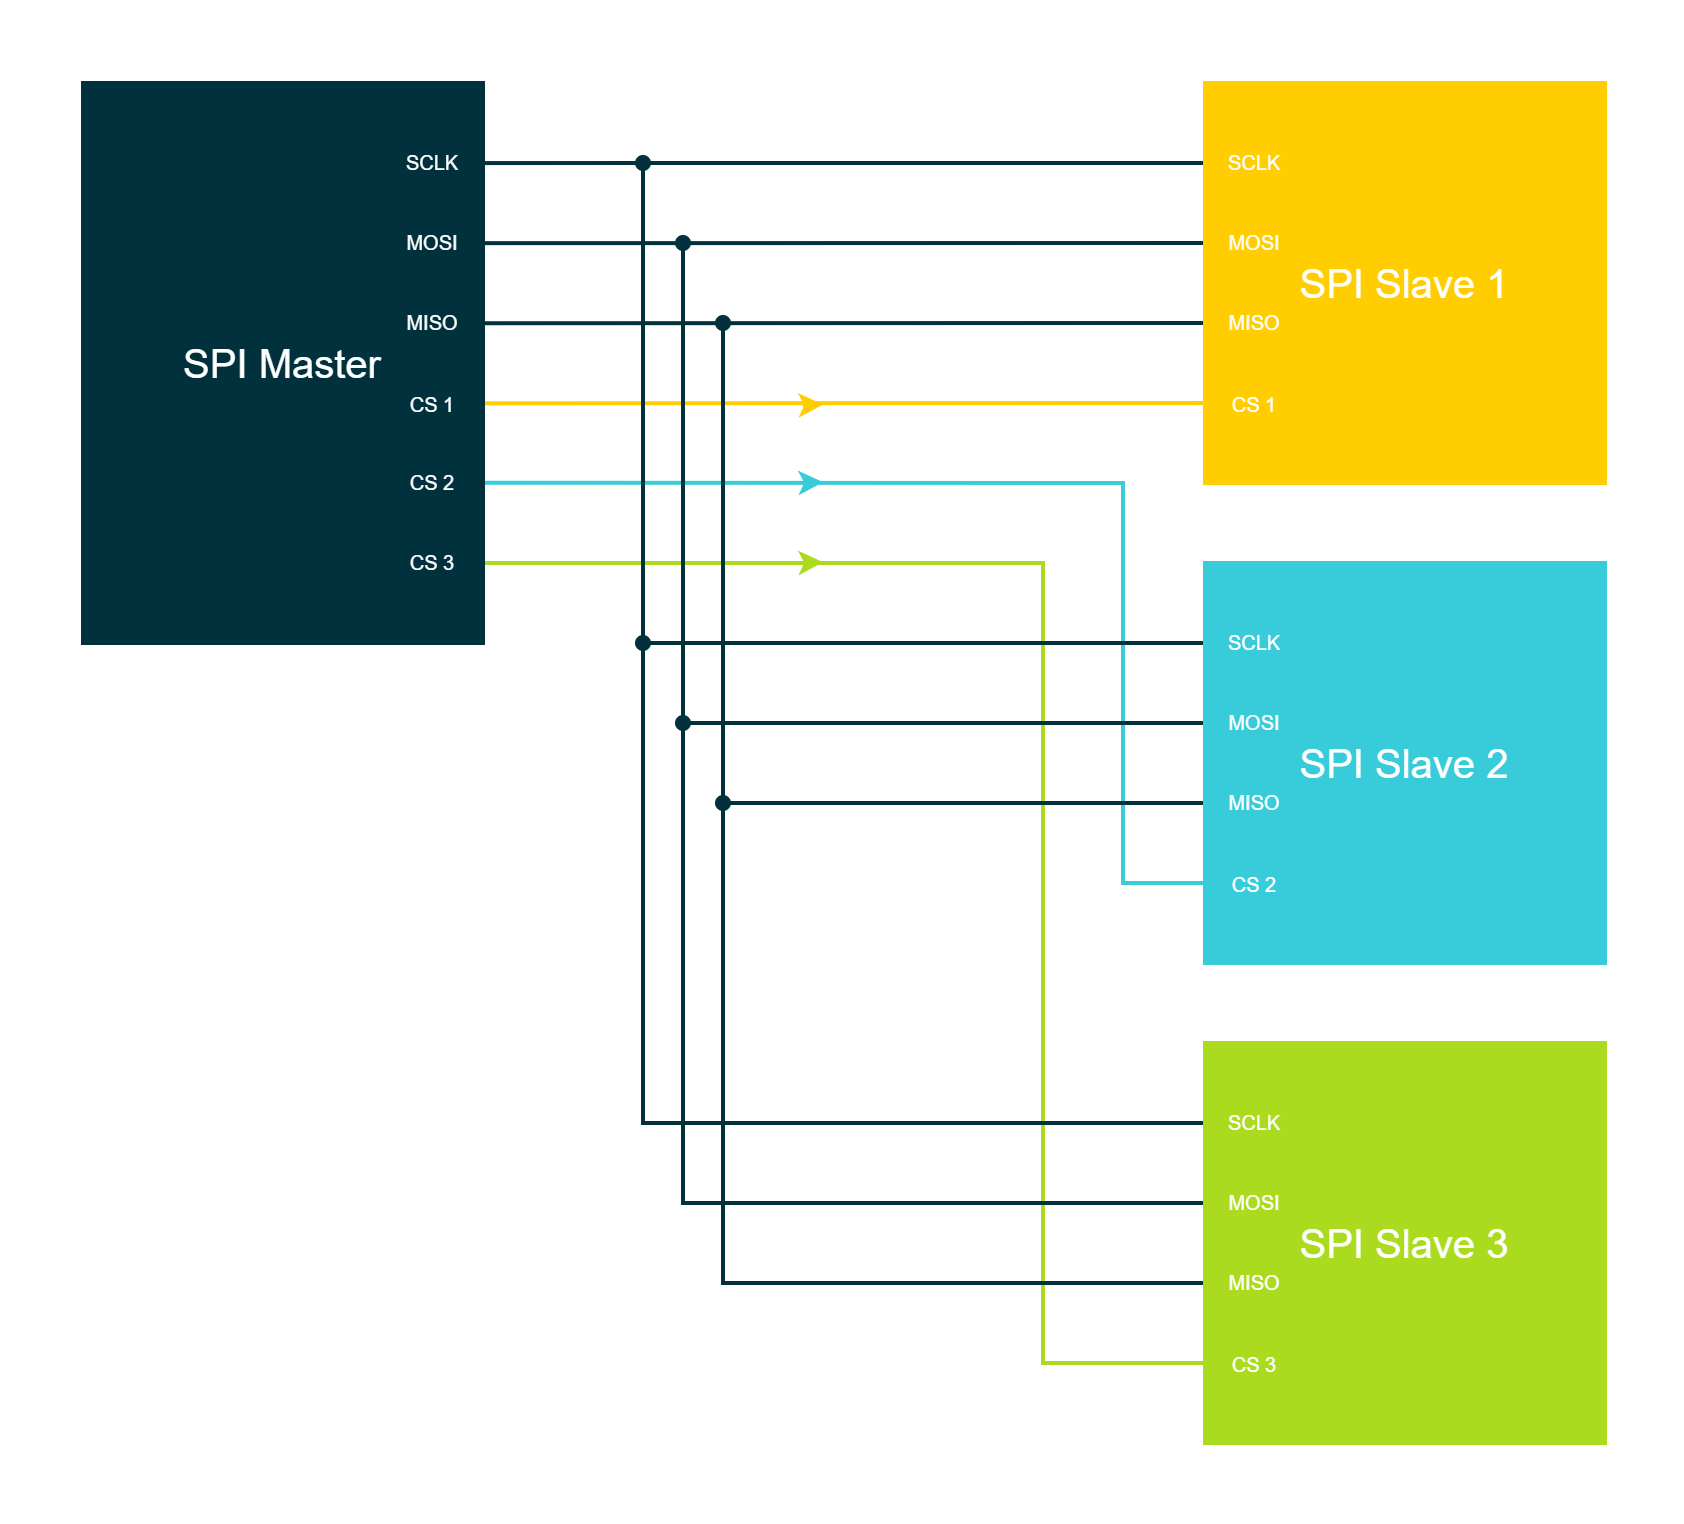 SCLK
MOSI
MISO
SPI Master
CS 1
CS 2
CS 3
SCLK
MOSI
SPI Slave 1
MISO
CS 1
SCLK
MOSI
SPI Slave 2
MISO
CS 2
SCLK
MOSI
SPI Slave 3
MISO
CS 3